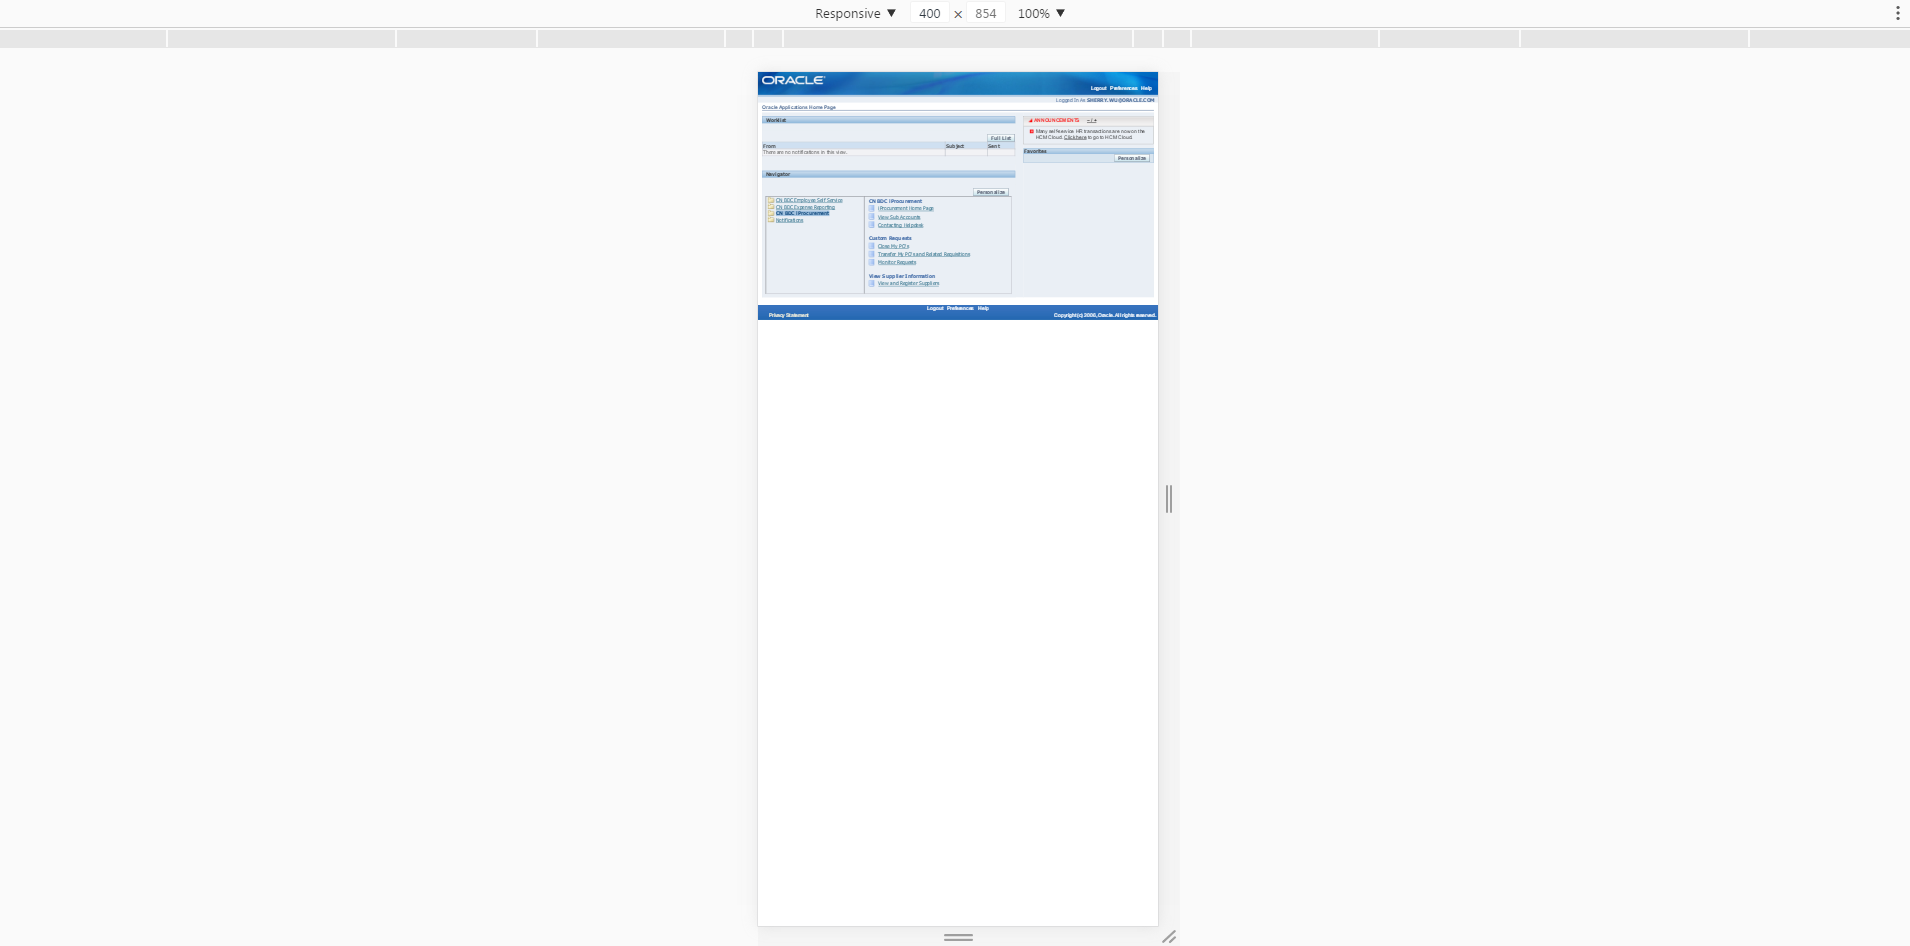 Responsive ▼ 400 × 854 100% ▼
ORACLE
Logout Preferences Help
Logged In As SHERRY.WU@ORACLE.COM
Oracle Applications Home Page
Worklist
Full List
From Subject Sent
There are no notifications in this view.
Navigator
Personalize
CN BDC Employee Self Service
CN BDC Expense Reporting
CN BDC iProcurement
Notifications
CN BDC iProcurement
iProcurement Home Page
View Sub Accounts
Contacting Helpdesk
Custom Requests
Close My PO's
Transfer My PO's and Related Requisitions
Monitor Requests
View Supplier Information
View and Register Suppliers
ANNOUNCEMENTS - / +
Many self-service HR transactions are now on the
HCM Cloud. Click here to go to HCM Cloud.
Favorites
Personalize
Logout Preferences Help
Privacy Statement
Copyright (c) 2006, Oracle. All rights reserved.